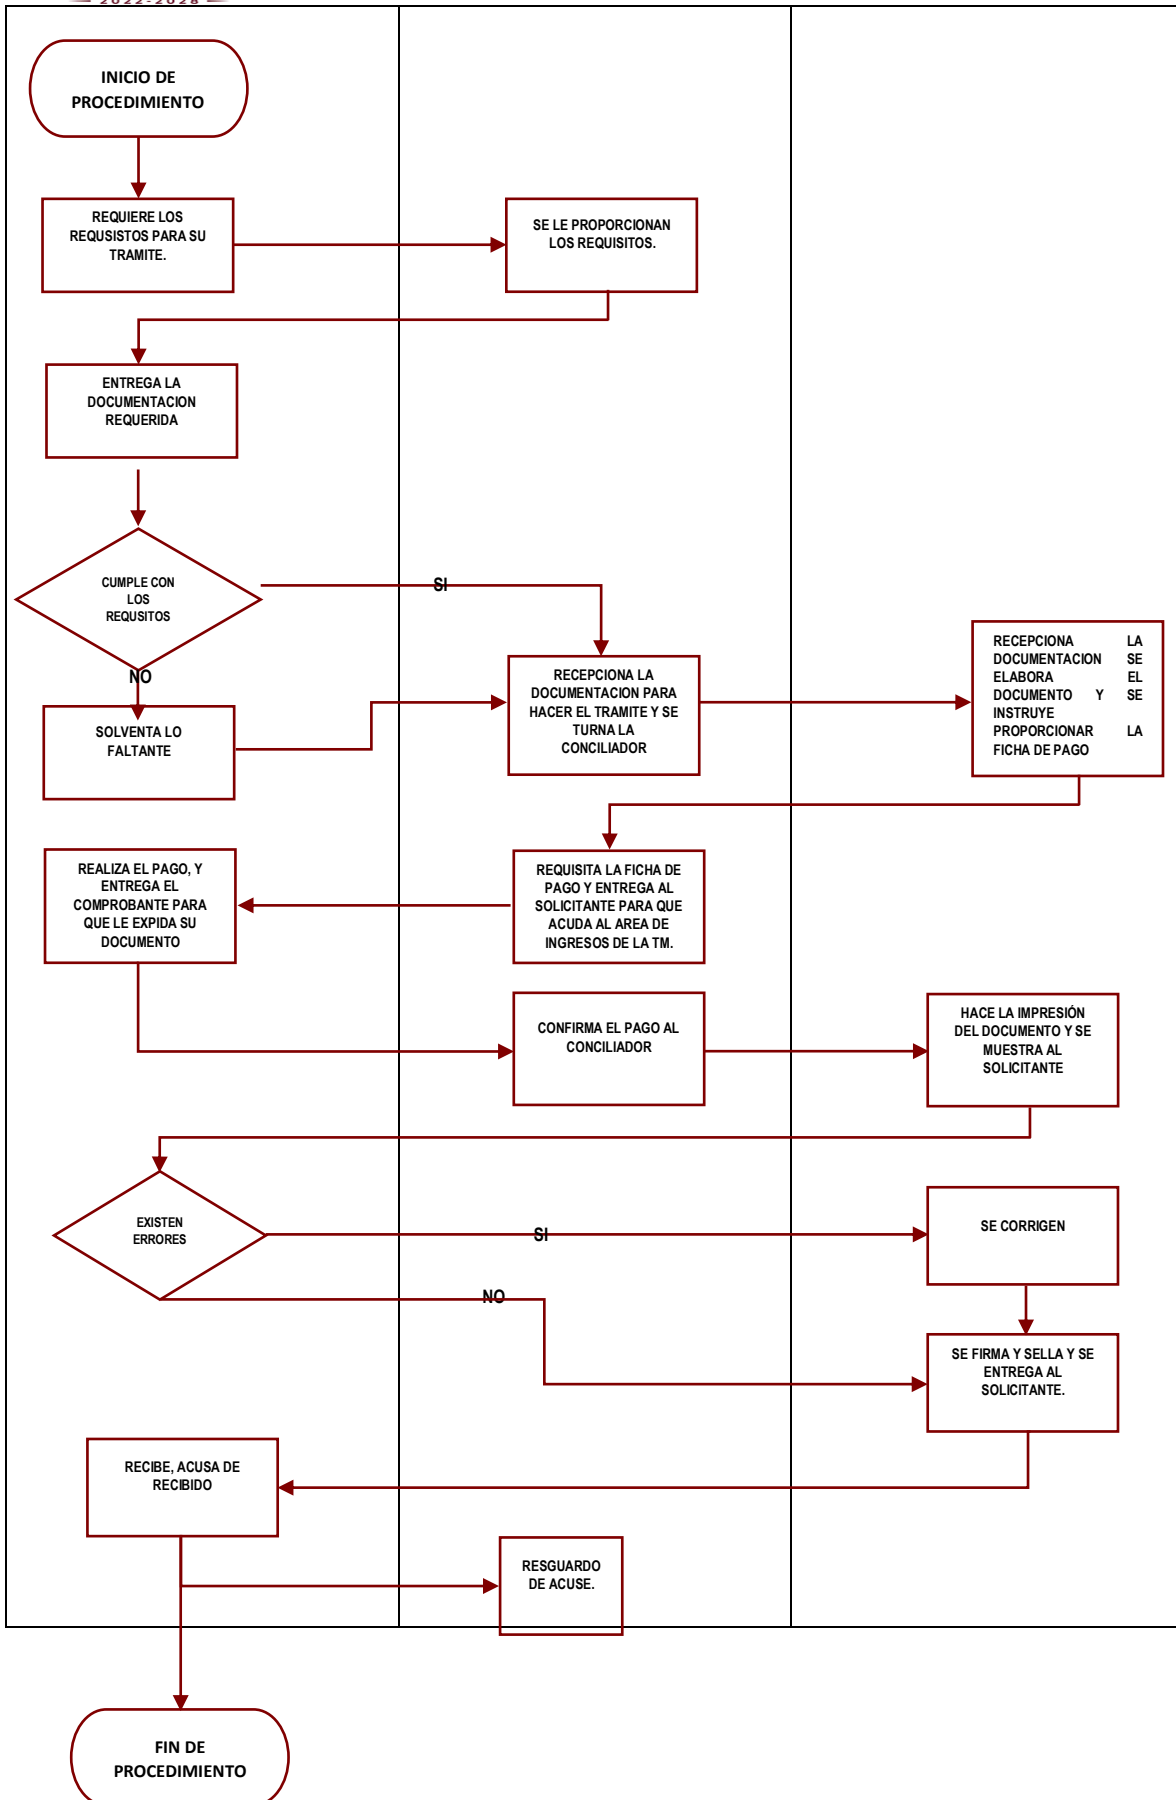 2022-2028
INICIO DE
PROCEDIMIENTO
REQUIERE LOS
REQUSISTOS PARA SU
TRAMITE.
SE LE PROPORCIONAN
LOS REQUISITOS.
ENTREGA LA
DOCUMENTACION
REQUERIDA
CUMPLE CON
LOS
REQUSITOS
SI
NO
SOLVENTA LO
FALTANTE
RECEPCIONA LA
DOCUMENTACION PARA
HACER EL TRAMITE Y SE
TURNA LA
CONCILIADOR
RECEPCIONA LA
DOCUMENTACION SE
ELABORA EL
DOCUMENTO Y SE
INSTRUYE
PROPORCIONAR LA
FICHA DE PAGO
REALIZA EL PAGO, Y
ENTREGA EL
COMPROBANTE PARA
QUE LE EXPIDA SU
DOCUMENTO
REQUISITA LA FICHA DE
PAGO Y ENTREGA AL
SOLICITANTE PARA QUE
ACUDA AL AREA DE
INGRESOS DE LA TM.
CONFIRMA EL PAGO AL
CONCILIADOR
HACE LA IMPRESIÓN
DEL DOCUMENTO Y SE
MUESTRA AL
SOLICITANTE
EXISTEN
ERRORES
SI
SE CORRIGEN
NO
SE FIRMA Y SELLA Y SE
ENTREGA AL
SOLICITANTE.
RECIBE, ACUSA DE
RECIBIDO
RESGUARDO
DE ACUSE.
FIN DE
PROCEDIMIENTO